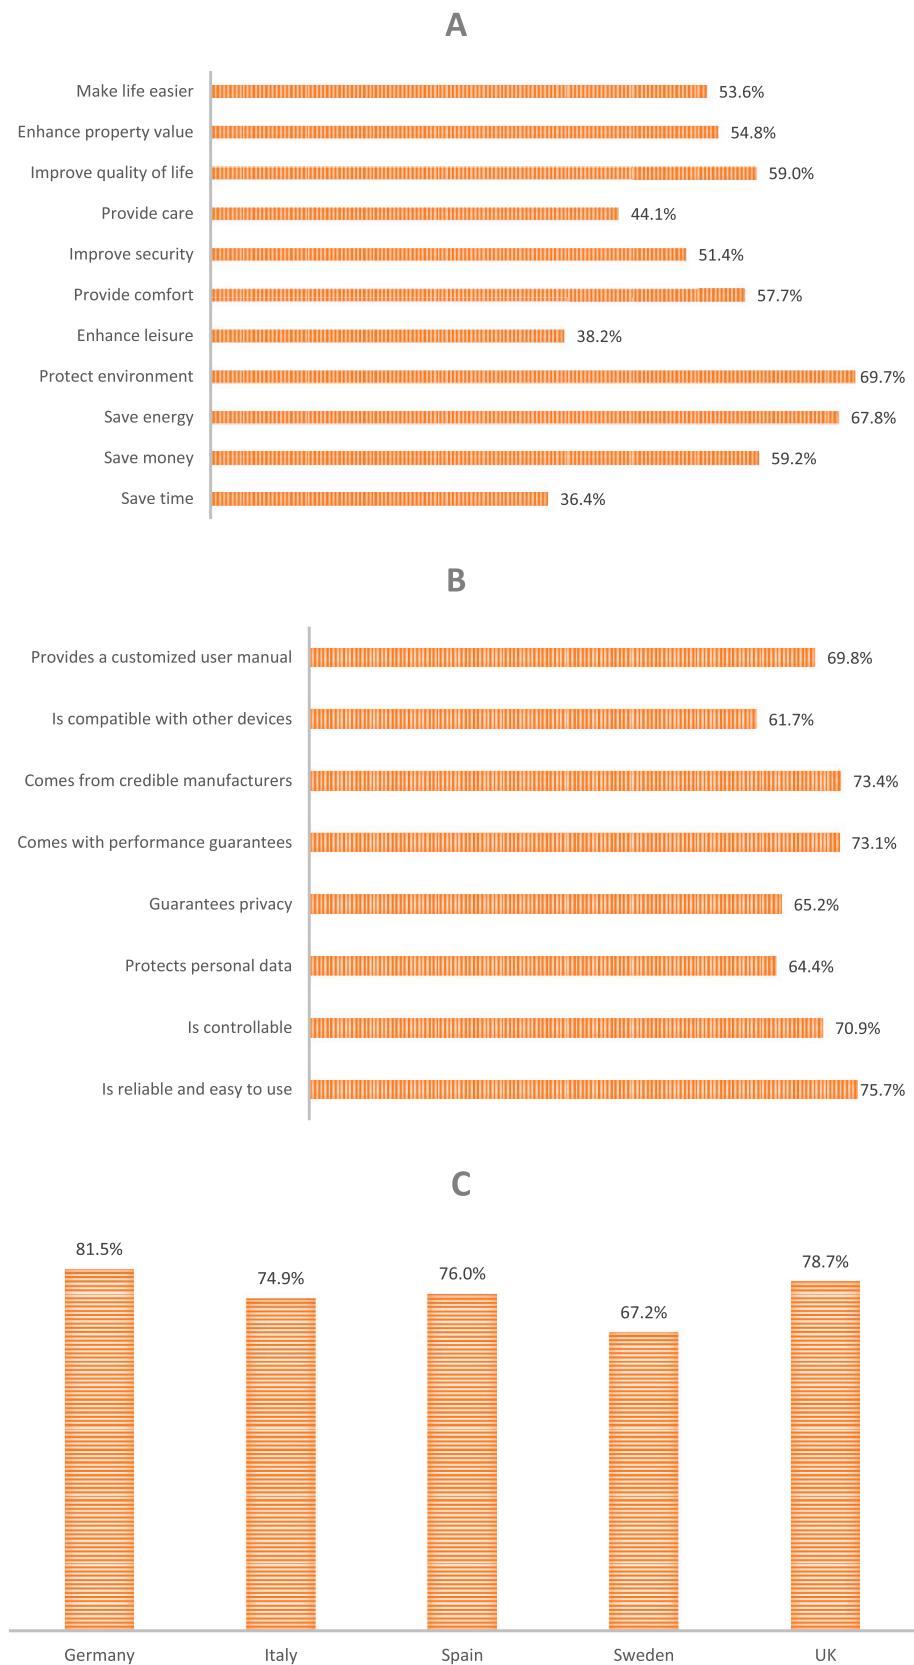 A
Make life easier 53.6%
Enhance property value 54.8%
Improve quality of life 59.0%
Provide care 44.1%
Improve security 51.4%
Provide comfort 57.7%
Enhance leisure 38.2%
Protect environment 69.7%
Save energy 67.8%
Save money 59.2%
Save time 36.4%
B
Provides a customized user manual 69.8%
Is compatible with other devices 61.7%
Comes from credible manufacturers 73.4%
Comes with performance guarantees 73.1%
Guarantees privacy 65.2%
Protects personal data 64.4%
Is controllable 70.9%
Is reliable and easy to use 75.7%
C
81.5% 74.9% 76.0% 67.2% 78.7%
Germany Italy Spain Sweden UK